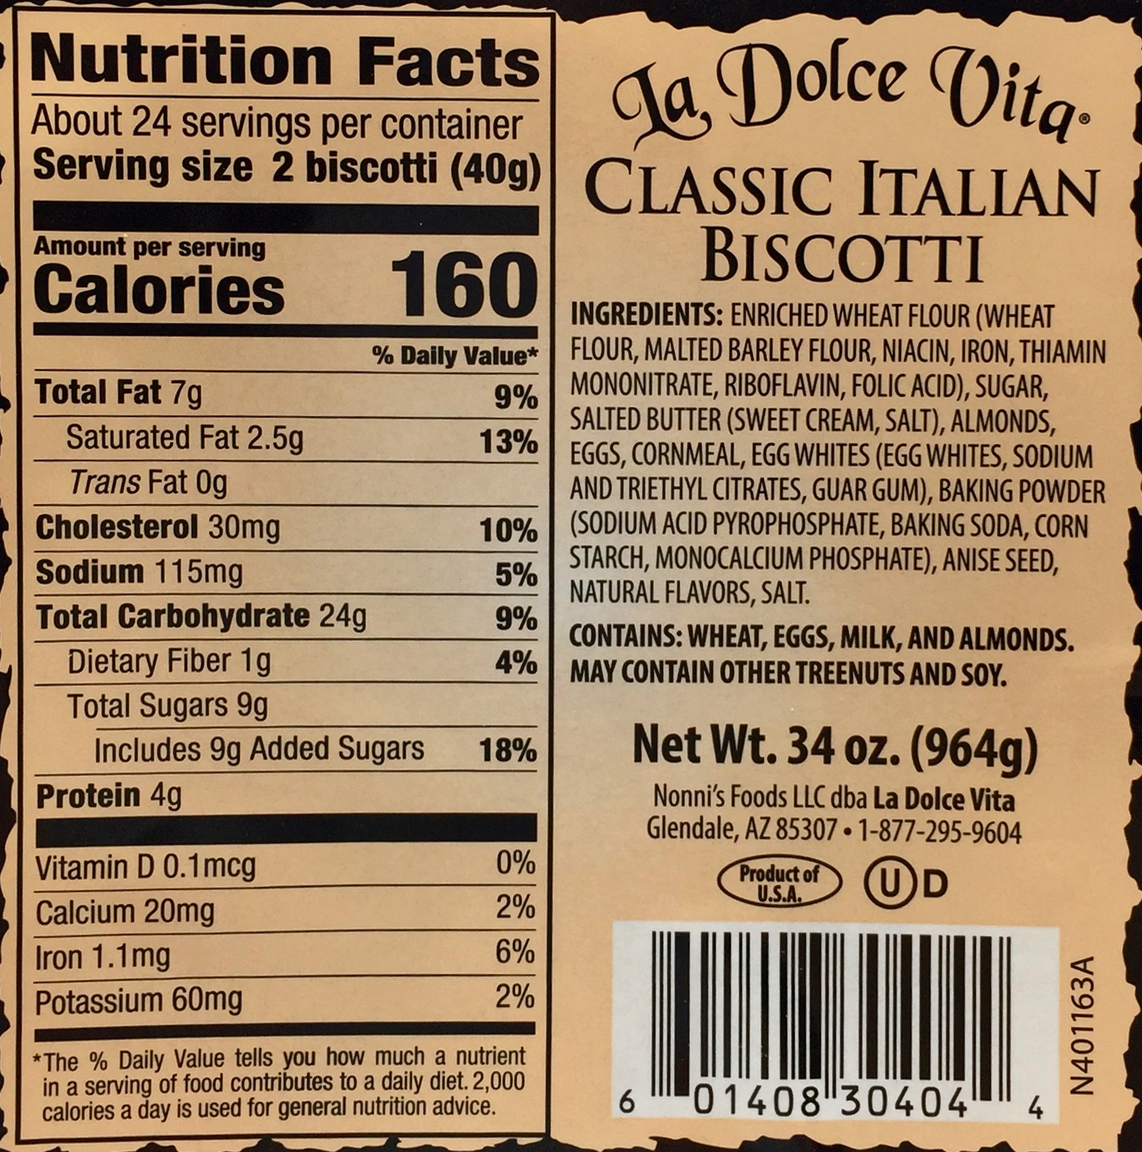 Nutrition Facts
About 24 servings per container
Serving size 2 biscotti (40g)
Amount per serving
Calories 160
% Daily Value*
Total Fat 7g 9%
Saturated Fat 2.5g 13%
Trans Fat 0g
Cholesterol 30mg 10%
Sodium 115mg 5%
Total Carbohydrate 24g 9%
Dietary Fiber 1g 4%
Total Sugars 9g
Includes 9g Added Sugars 18%
Protein 4g
Vitamin D 0.1mcg 0%
Calcium 20mg 2%
Iron 1.1mg 6%
Potassium 60mg 2%
*The % Daily Value tells you how much a nutrient
in a serving of food contributes to a daily diet. 2,000
calories a day is used for general nutrition advice.
La Dolce Vita®
CLASSIC ITALIAN
BISCOTTI
INGREDIENTS: ENRICHED WHEAT FLOUR (WHEAT
FLOUR, MALTED BARLEY FLOUR, NIACIN, IRON, THIAMIN
MONONITRATE, RIBOFLAVIN, FOLIC ACID), SUGAR,
SALTED BUTTER (SWEET CREAM, SALT), ALMONDS,
EGGS, CORNMEAL, EGG WHITES (EGG WHITES, SODIUM
AND TRIETHYL CITRATES, GUAR GUM), BAKING POWDER
(SODIUM ACID PYROPHOSPHATE, BAKING SODA, CORN
STARCH, MONOCALCIUM PHOSPHATE), ANISE SEED,
NATURAL FLAVORS, SALT.
CONTAINS: WHEAT, EGGS, MILK, AND ALMONDS.
MAY CONTAIN OTHER TREENUTS AND SOY.
Net Wt. 34 oz. (964g)
Nonni's Foods LLC dba La Dolce Vita
Glendale, AZ 85307 • 1-877-295-9604
Product of
U.S.A.
U D
6 01408 30404 4
N401163A